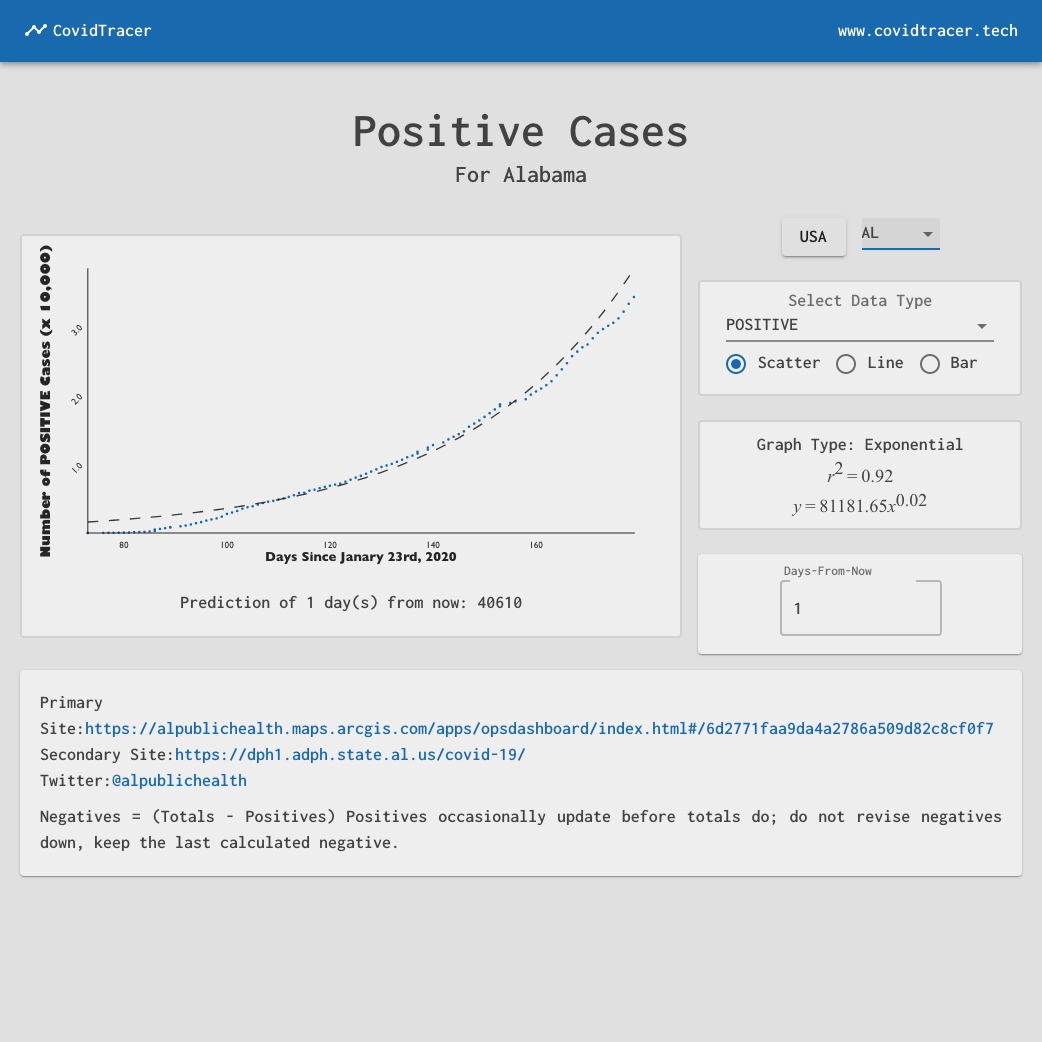 CovidTracer
www.covidtracer.tech
Positive Cases
For Alabama
USA
AL
Number of POSITIVE Cases (x 10,000)
3.0
2.0
1.0
80
100
120
140
160
Days Since Janary 23rd, 2020
Prediction of 1 day(s) from now: 40610
Select Data Type
POSITIVE
Scatter Line Bar
Graph Type: Exponential
r² = 0.92
y = 81181.65x^0.02
Days-From-Now
1
Primary
Site:https://alpublichealth.maps.arcgis.com/apps/opsdashboard/index.html#/6d2771faa9da4a2786a509d82c8cf0f7
Secondary Site:https://dph1.adph.state.al.us/covid-19/
Twitter:@alpublichealth
Negatives = (Totals - Positives) Positives occasionally update before totals do; do not revise negatives
down, keep the last calculated negative.